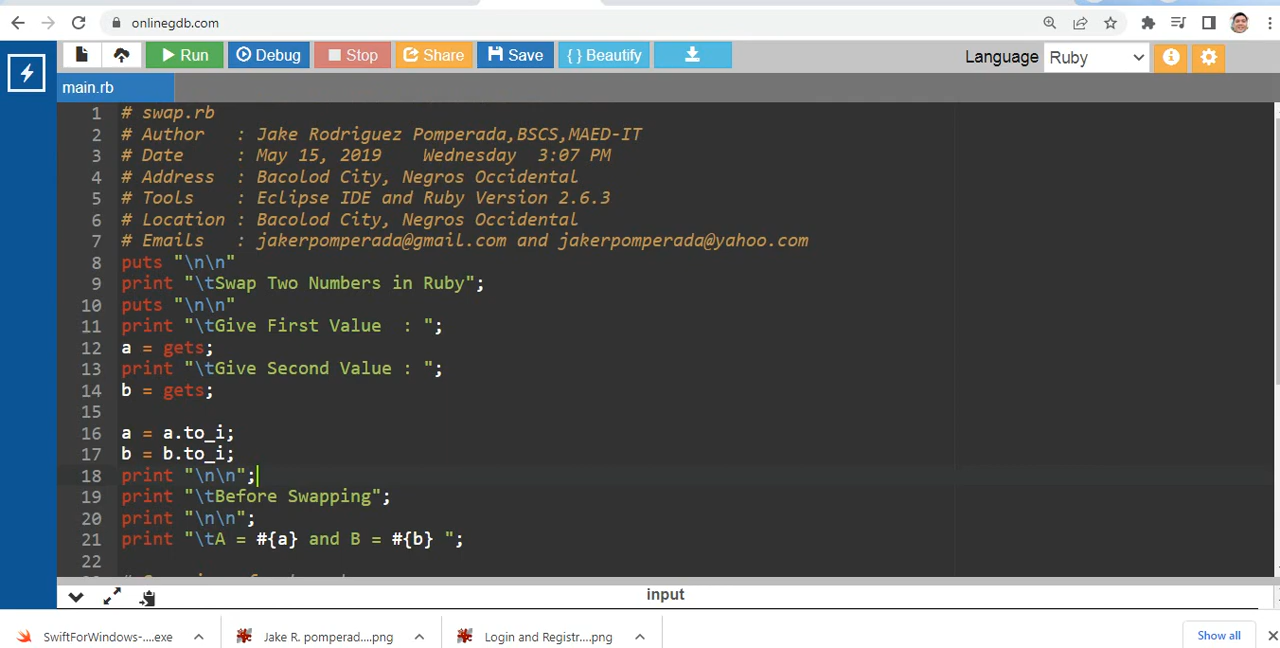 onlinegdb.com
Run Debug Stop Share Save { } Beautify Language Ruby
main.rb
1 # swap.rb
2 # Author : Jake Rodriguez Pomperada,BSCS,MAED-IT
3 # Date : May 15, 2019 Wednesday 3:07 PM
4 # Address : Bacolod City, Negros Occidental
5 # Tools : Eclipse IDE and Ruby Version 2.6.3
6 # Location : Bacolod City, Negros Occidental
7 # Emails : jakerpomperada@gmail.com and jakerpomperada@yahoo.com
8 puts "\n\n"
9 print "\tSwap Two Numbers in Ruby";
10 puts "\n\n"
11 print "\tGive First Value : ";
12 a = gets;
13 print "\tGive Second Value : ";
14 b = gets;
15
16 a = a.to_i;
17 b = b.to_i;
18 print "\n\n";
19 print "\tBefore Swapping";
20 print "\n\n";
21 print "\tA = #{a} and B = #{b} ";
22
input
SwiftForWindows-....exe Jake R. pomperad....png Login and Registr....png Show all